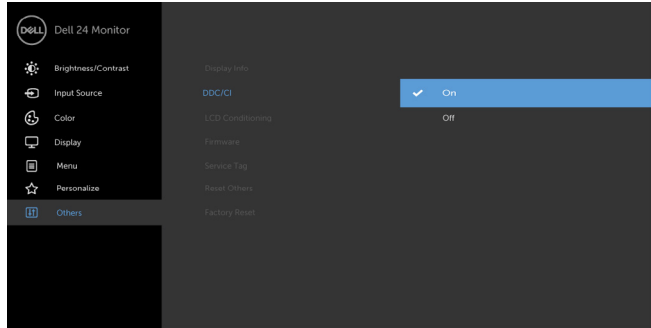 DELL Dell 24 Monitor
Brightness/Contrast
Display Info
Input Source
DDC/CI
On
Color
LCD Conditioning
Off
Display
Firmware
Menu
Service Tag
Personalize
Reset Others
Others
Factory Reset